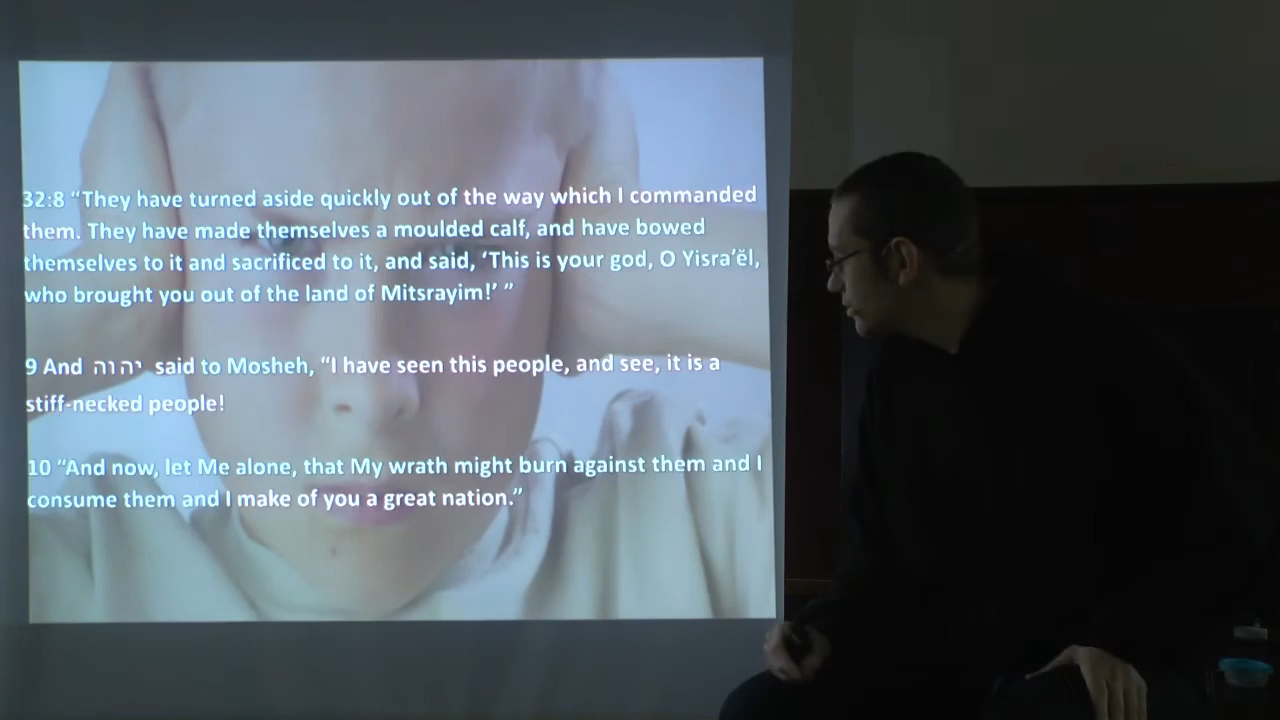 32:8 “They have turned aside quickly out of the way which I commanded
them. They have made themselves a moulded calf, and have bowed
themselves to it and sacrificed to it, and said, ‘This is your god, O Yisra’ĕl,
who brought you out of the land of Mitsrayim!’ ”
9 And יהוה said to Mosheh, “I have seen this people, and see, it is a
stiff-necked people!
10 “And now, let Me alone, that My wrath might burn against them and I
consume them and I make of you a great nation.”